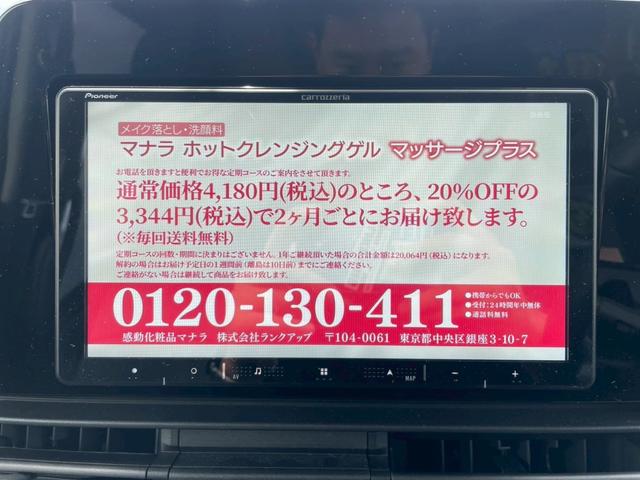 Pioneer
carrozzeria
メイク落とし・洗顔料
マナラ ホットクレンジングゲル マッサージプラス
お電話を頂きますと便利でお得な定期コースのご案内をさせて頂きます。
通常価格4,180円(税込)のところ、20%OFFの
3,344円(税込)で2ヶ月ごとにお届け致します。
(※毎回送料無料)
定期コースの回数・期間に決まりはございません。1年ご継続頂いた場合の合計金額は20,064円(税込)になります。
解約の場合はお届け予定日の1週間前(離島は10日前)までにご連絡ください。
ご連絡がない場合は継続して商品をお届け致します。
0120-130-411
●携帯からでもOK
●受付:24時間年中無休
●通話料無料
感動化粧品マナラ 株式会社ランクアップ 〒104-0061 東京都中央区銀座3-10-7
AV
MAP